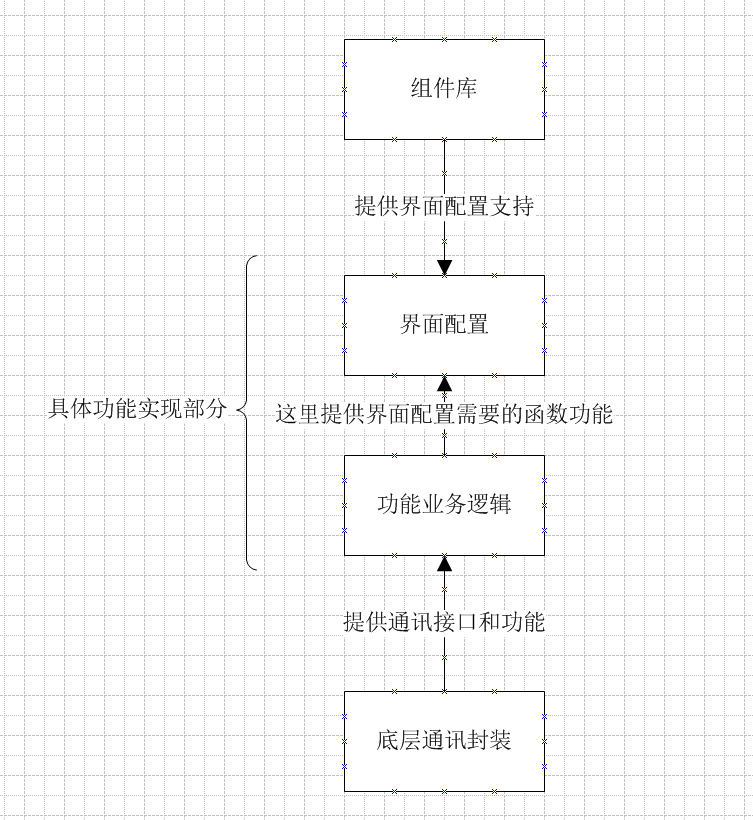 组件库
提供界面配置支持
界面配置
具体功能实现部分
这里提供界面配置需要的函数功能
功能业务逻辑
提供通讯接口和功能
底层通讯封装